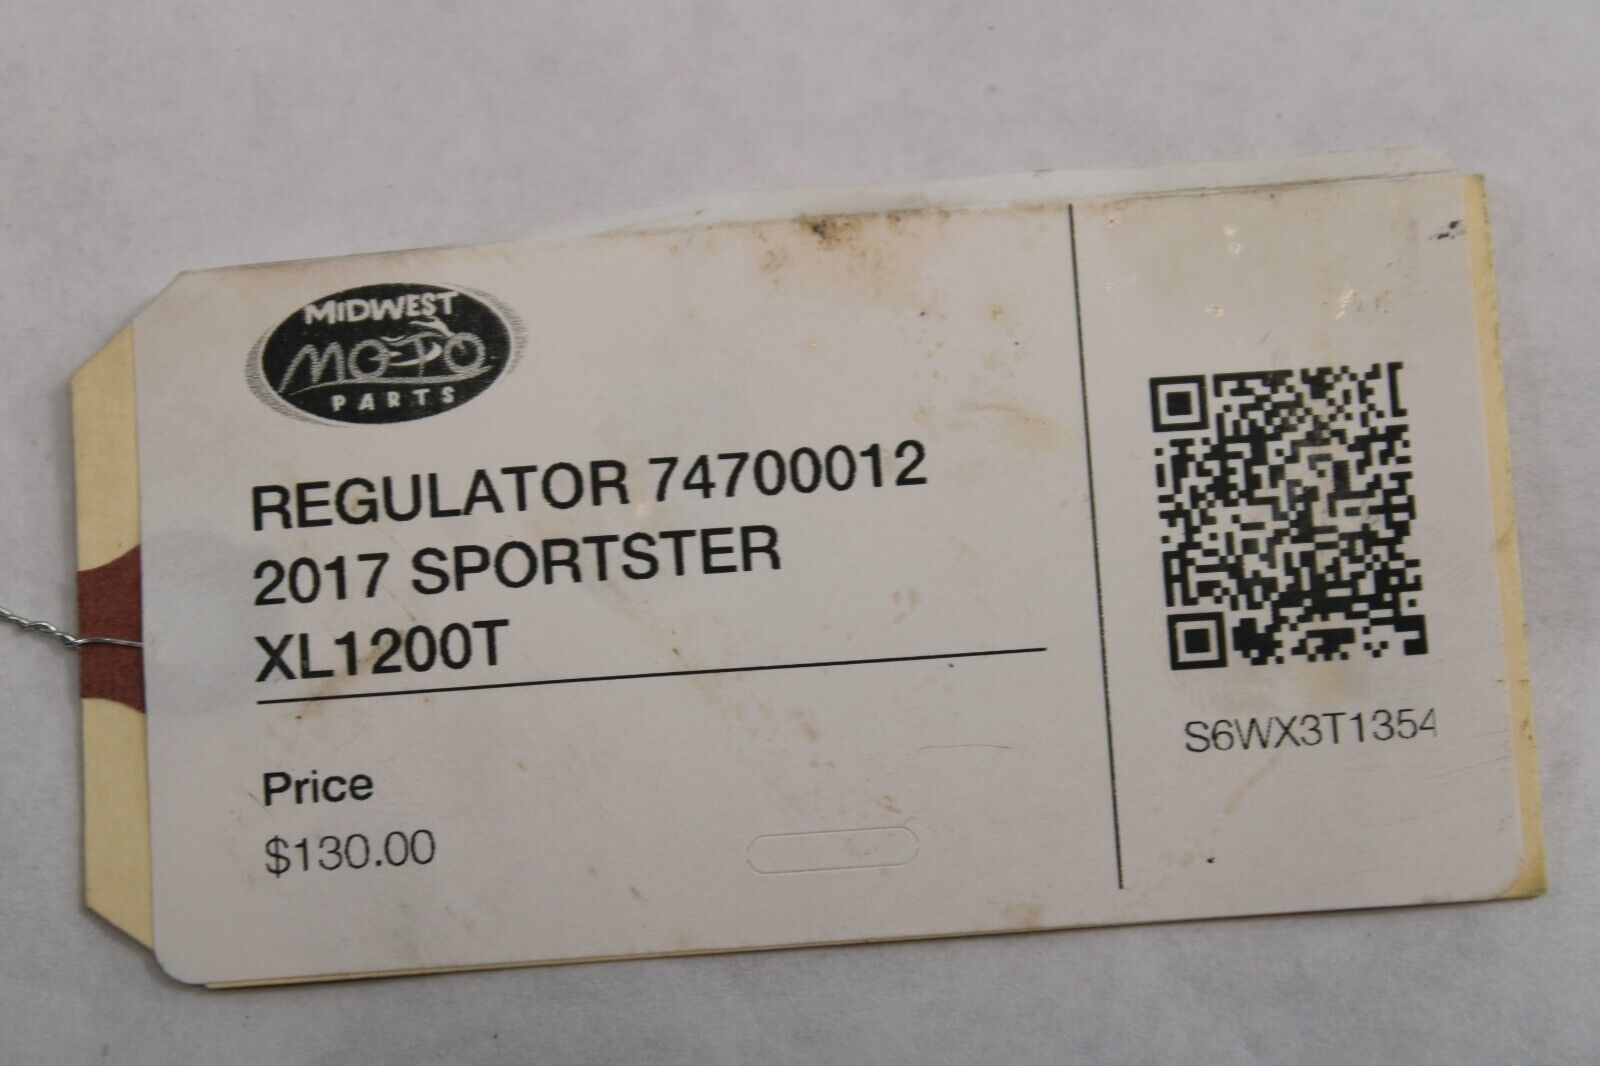 MIDWEST
MOTO
PARTS
REGULATOR 74700012
2017 SPORTSTER
XL1200T
Price
$130.00
S6WX3T1354